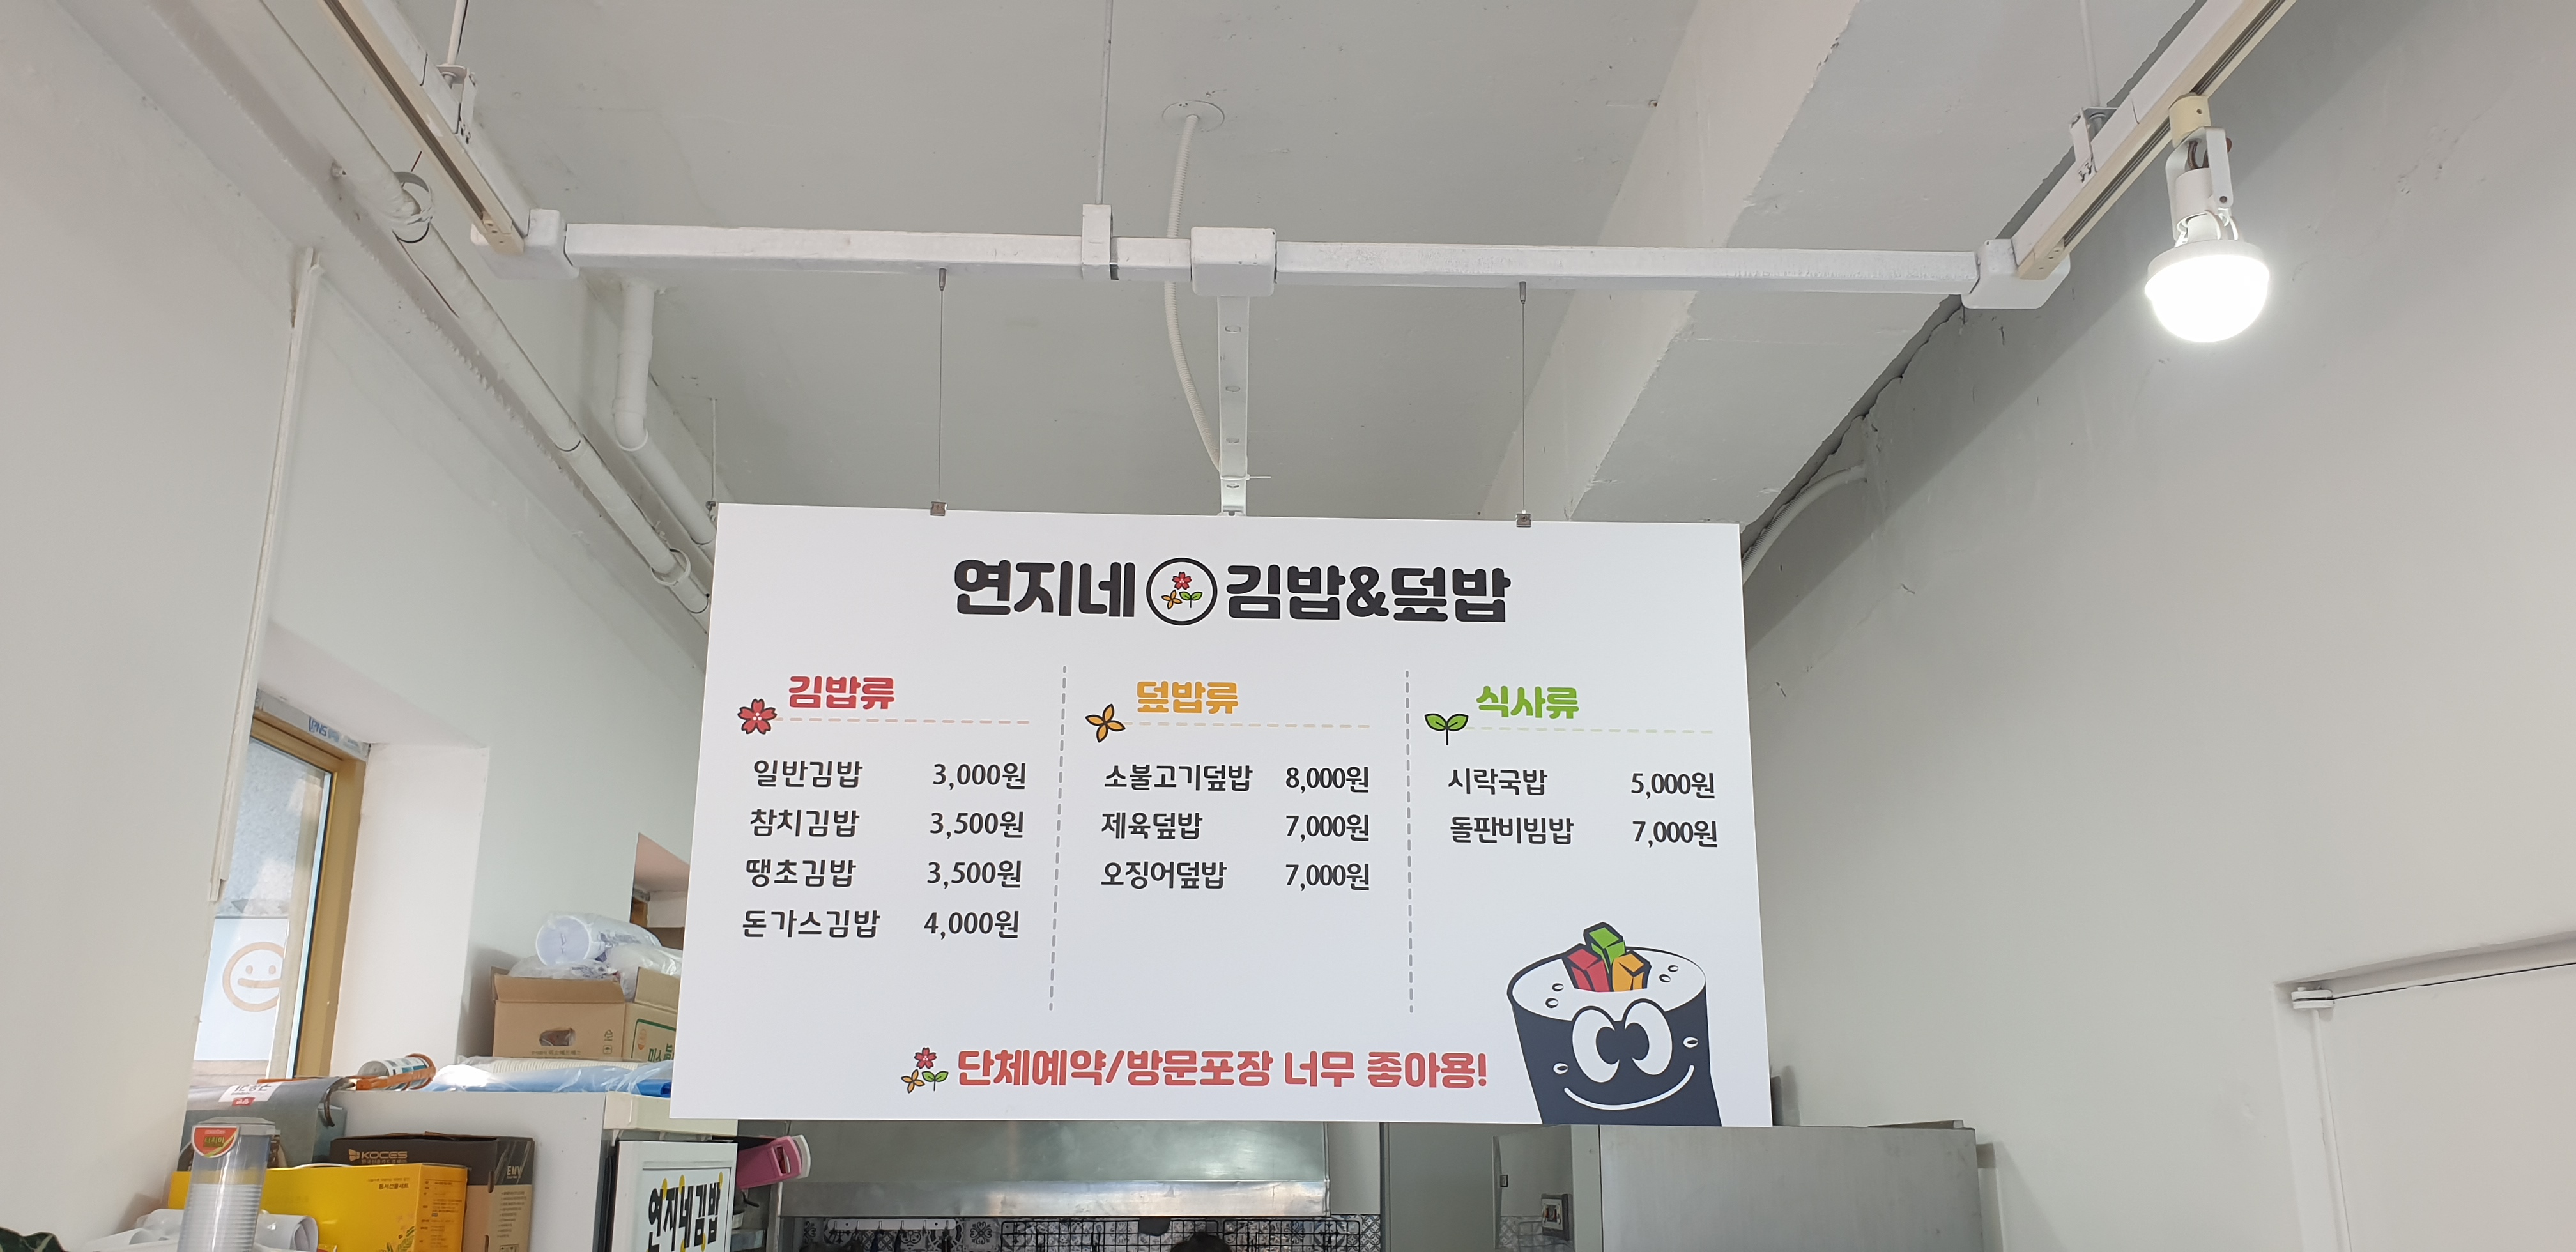 연지네 김밥&덮밥
김밥류
일반김밥 3,000원
참치김밥 3,500원
땡초김밥 3,500원
돈가스김밥 4,000원
덮밥류
소불고기덮밥 8,000원
제육덮밥 7,000원
오징어덮밥 7,000원
식사류
시락국밥 5,000원
돌판비빔밥 7,000원
단체예약/방문포장 너무 좋아용!
KOCES
EMV
연지네김밥